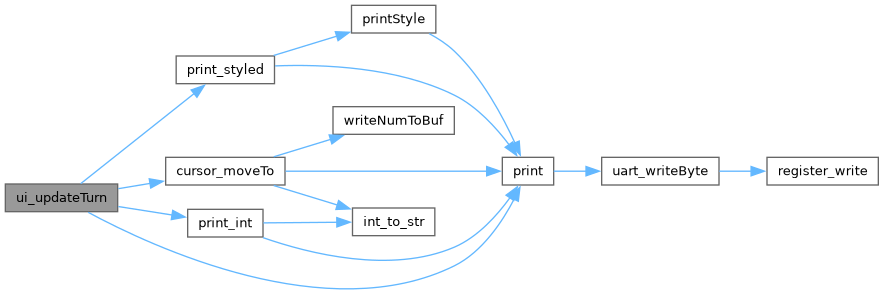 printStyle
print_styled
writeNumToBuf
cursor_moveTo
print
uart_writeByte
register_write
ui_updateTurn
print_int
int_to_str